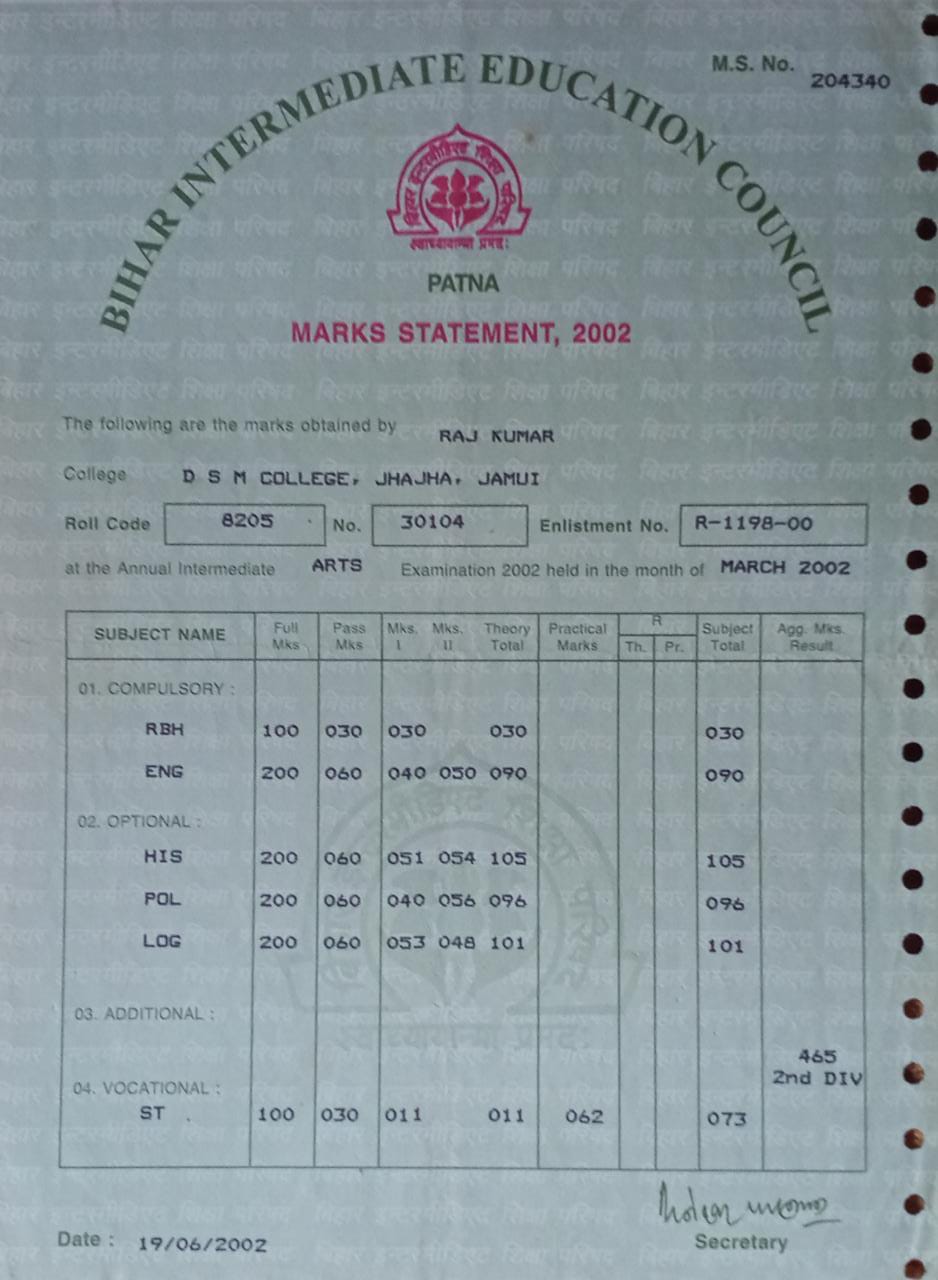 M.S. No. 204340
BIHAR INTERMEDIATE EDUCATION COUNCIL
बिहार इन्टरमीडिएट शिक्षा परिषद
PATNA
MARKS STATEMENT, 2002
The following are the marks obtained by RAJ KUMAR
College D S M COLLEGE, JHAJHA, JAMUI
Roll Code 8205 No. 30104 Enlistment No. R-1198-00
at the Annual Intermediate ARTS Examination 2002 held in the month of MARCH 2002
SUBJECT NAME Full Mks Pass Mks Mks. I Mks. II Theory Total Practical Marks R Th. Pr. Subject Total Agg. Mks. Result
01. COMPULSORY :
RBH 100 030 030 030 030
ENG 200 060 040 050 090 090
02. OPTIONAL :
HIS 200 060 051 054 105 105
POL 200 060 040 056 096 096
LOG 200 060 053 048 101 101
03. ADDITIONAL :
465
2nd DIV
04. VOCATIONAL :
ST 100 030 011 011 062 073
Date : 19/06/2002
Secretary